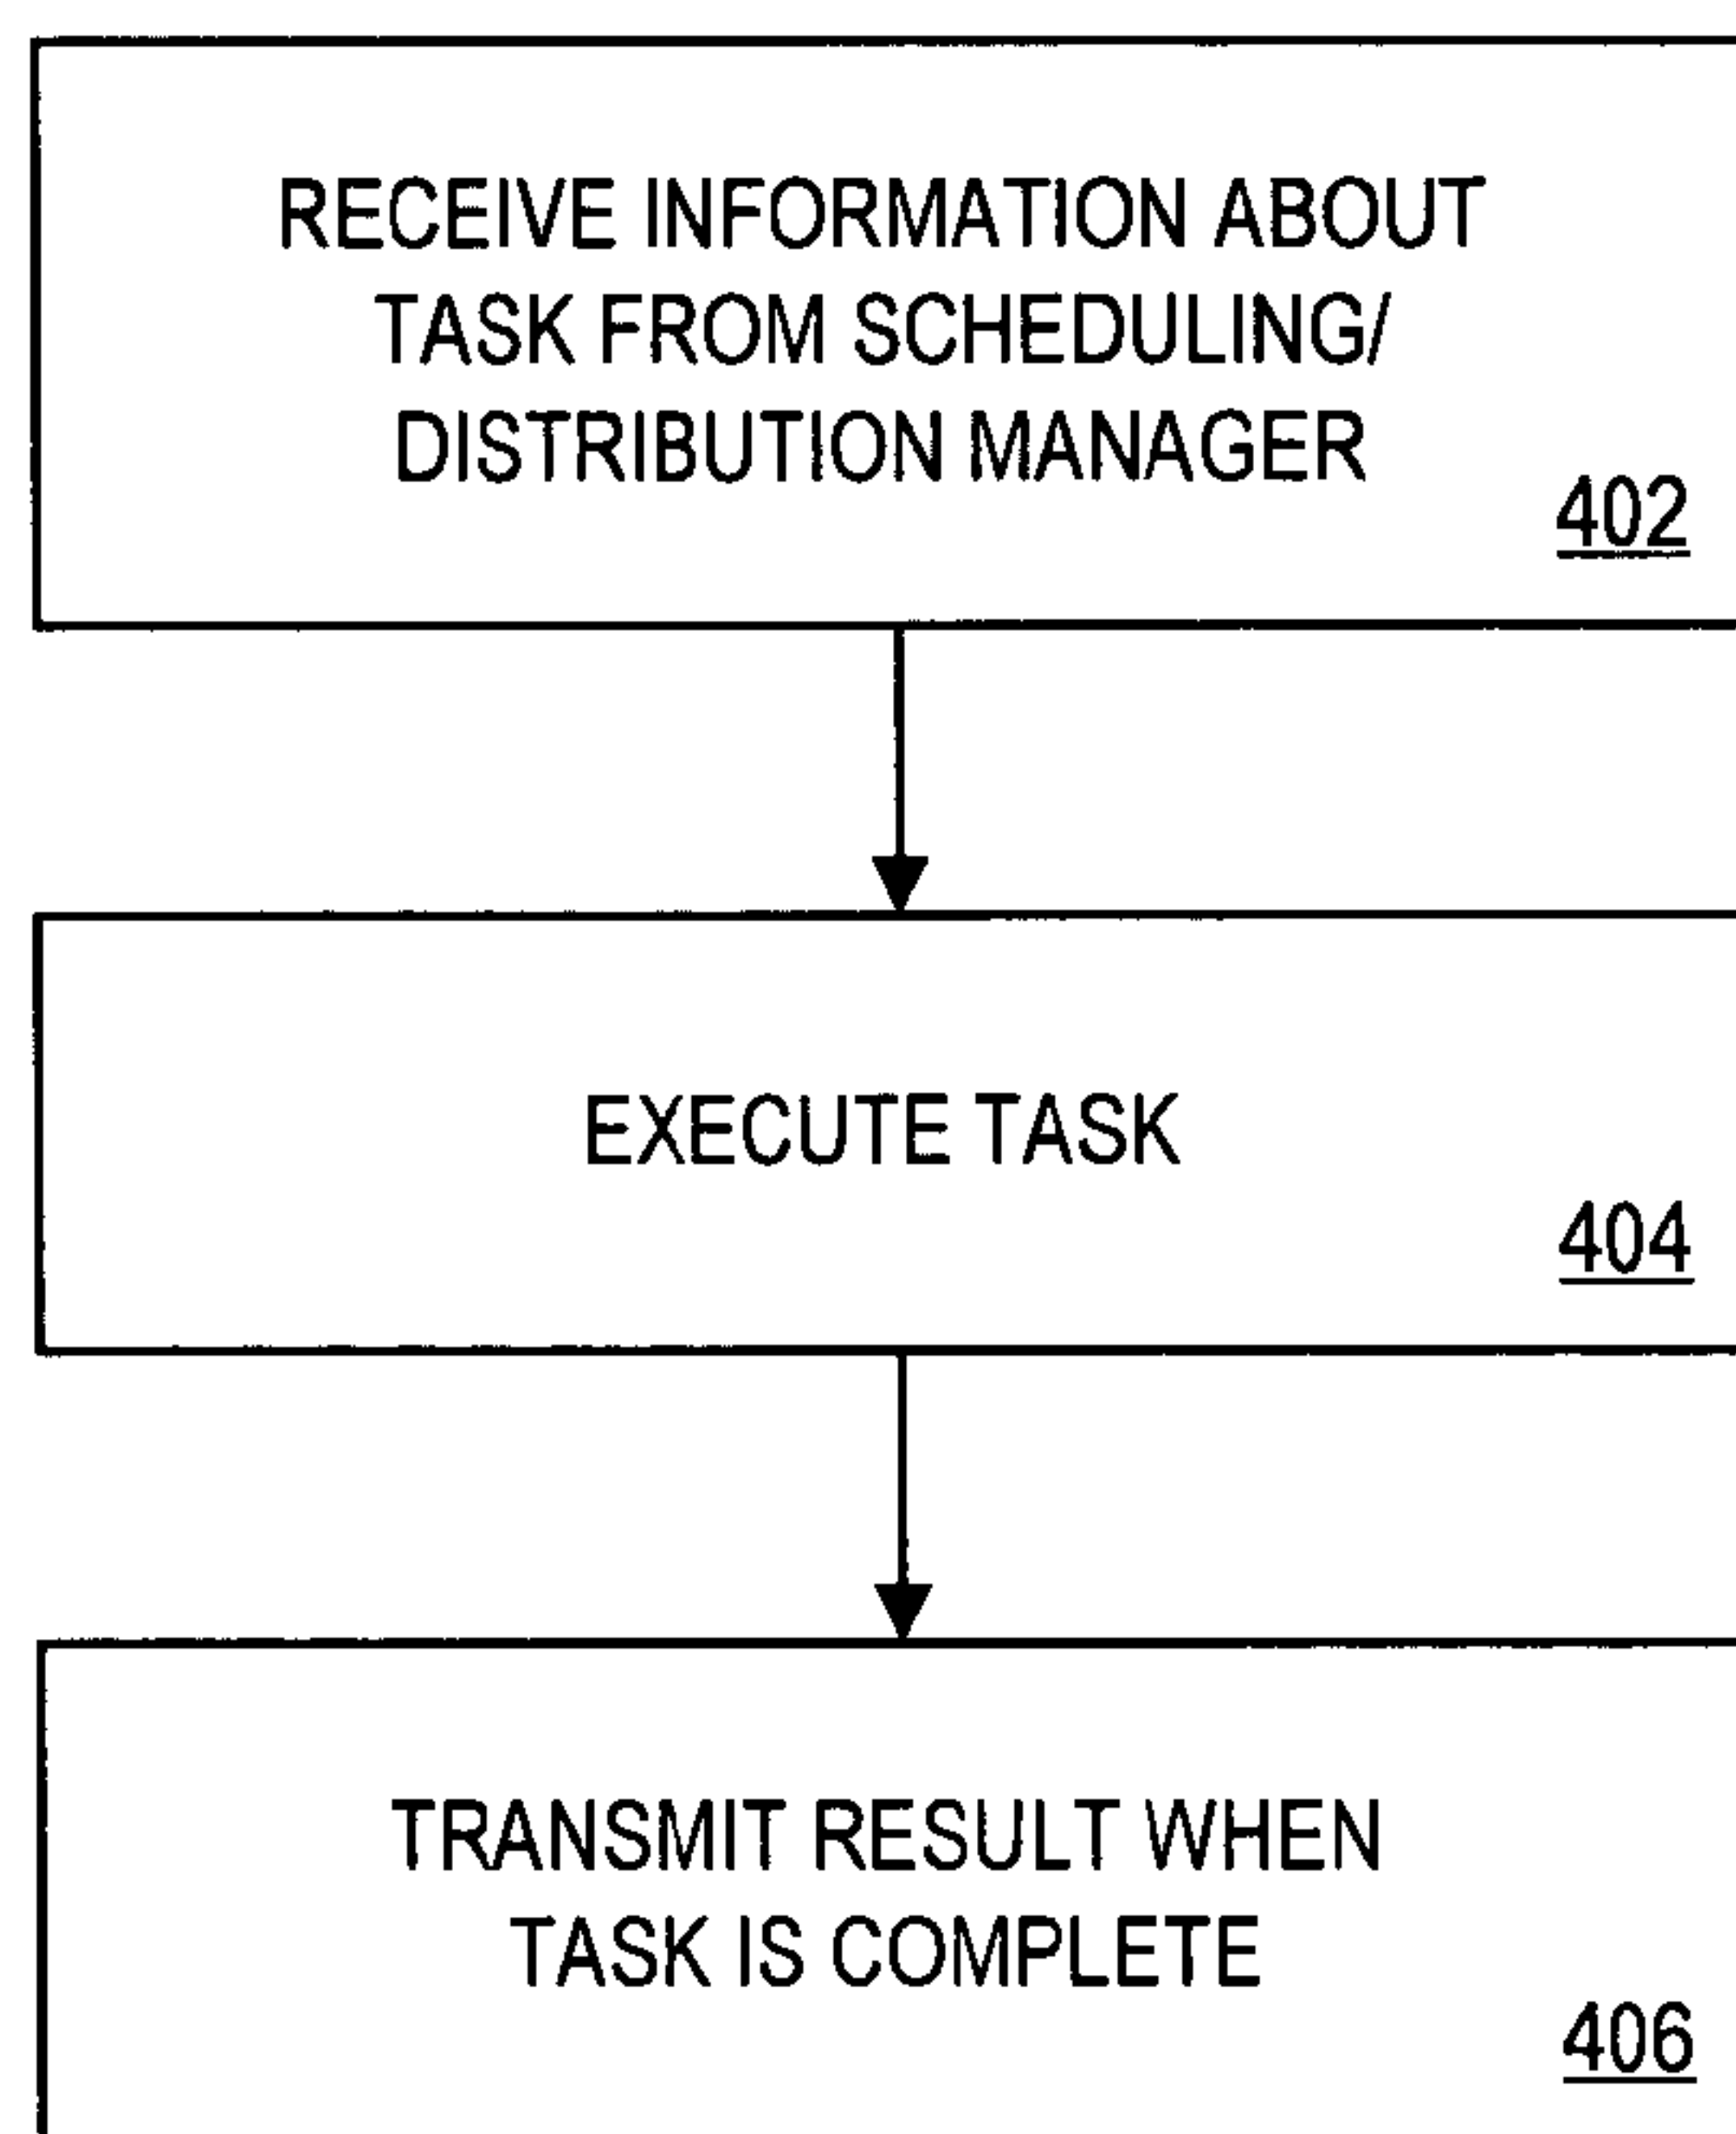 RECEIVE INFORMATION ABOUT
TASK FROM SCHEDULING/
DISTRIBUTION MANAGER
402
EXECUTE TASK
404
TRANSMIT RESULT WHEN
TASK IS COMPLETE
406